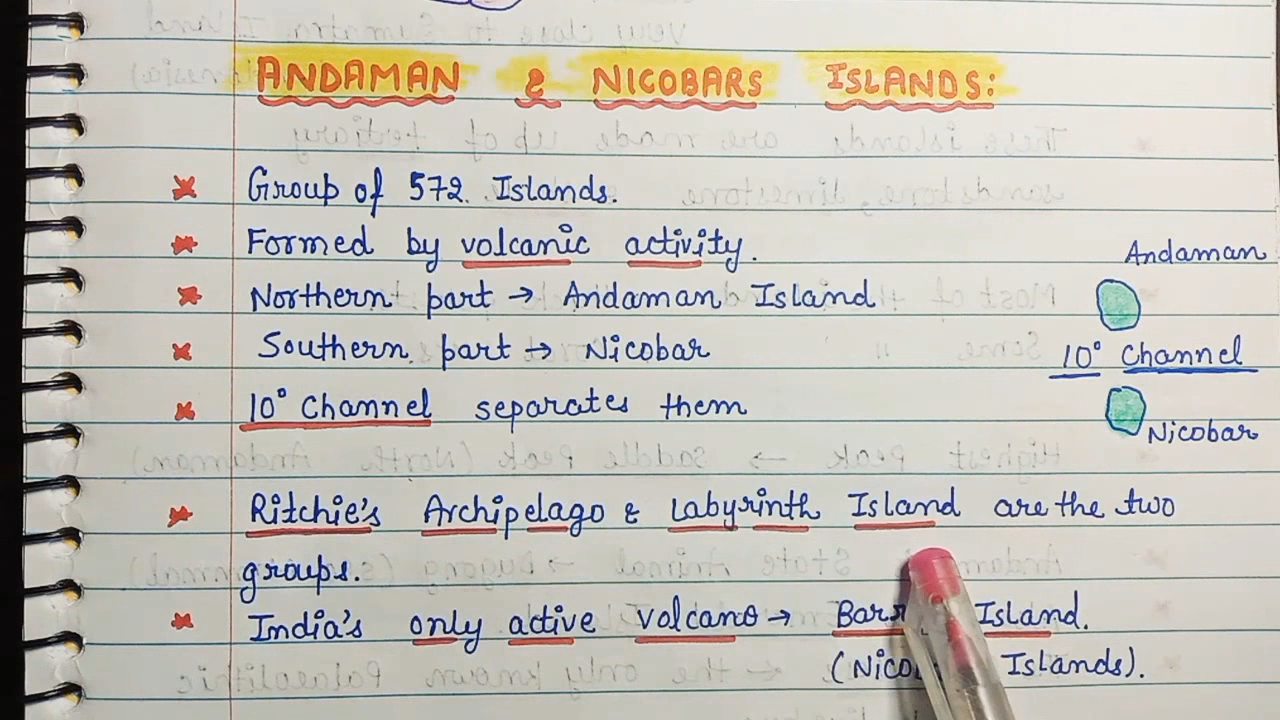 ANDAMAN & NICOBARS ISLANDS:
Group of 572. Islands.
Formed by volcanic activity.
Northern part → Andaman Island
Southern part → Nicobar
10° Channel separates them
Andaman
10° Channel
Nicobar
Ritchie's Archipelago & Labyrinth Island are the two
groups.
India's only active volcano → Island.
Islands).